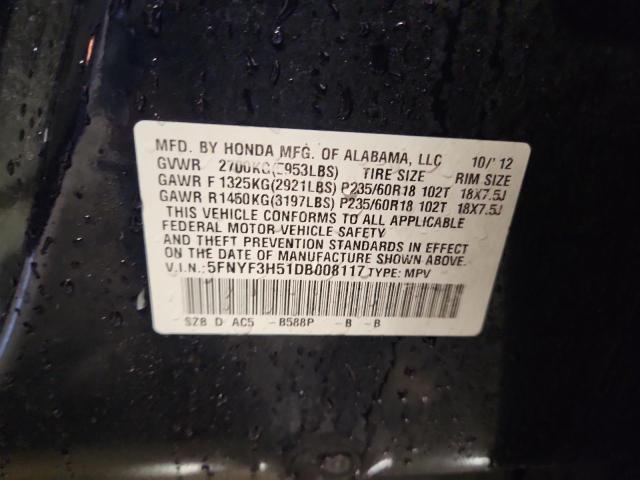 MFD. BY HONDA MFG. OF ALABAMA, LLC 10/'12
GVWR 2700KG(5953LBS) TIRE SIZE RIM SIZE
GAWR F 1325KG(2921LBS) P235/60R18 102T 18X7.5J
GAWR R1450KG(3197LBS) P235/60R18 102T 18X7.5J
THIS VEHICLE CONFORMS TO ALL APPLICABLE
FEDERAL MOTOR VEHICLE SAFETY
AND THEFT PREVENTION STANDARDS IN EFFECT
ON THE DATE OF MANUFACTURE SHOWN ABOVE.
V.I.N.:5FNYF3H51DB008117 TYPE: MPV
SZB D AC5 -B588P -B -B